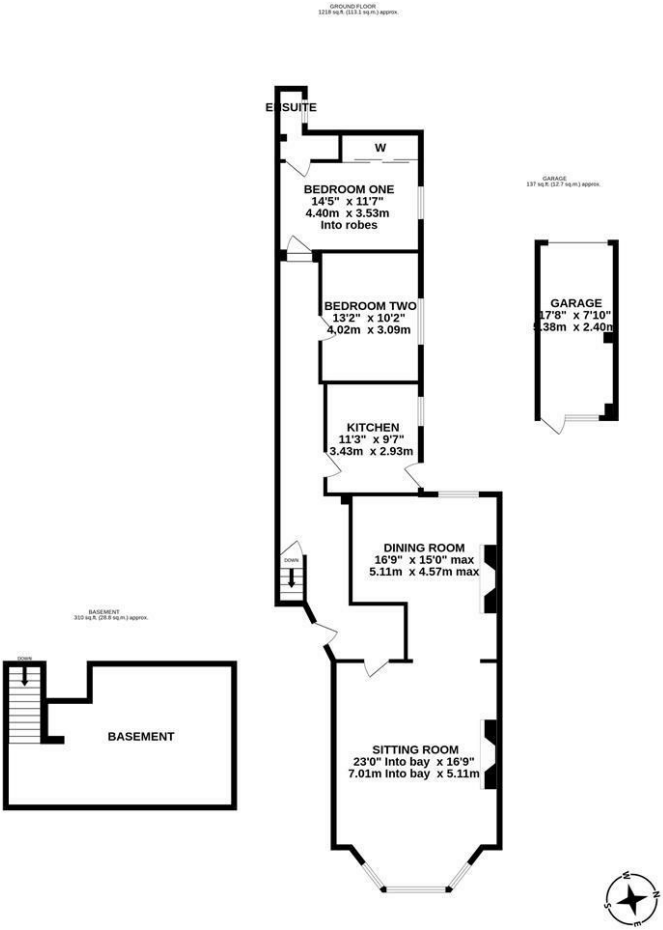 GROUND FLOOR
1218 sq.ft. (113.1 sq.m.) approx.
ENSUITE
W
BEDROOM ONE
14'5" x 11'7"
4.40m x 3.53m
Into robes
GARAGE
137 sq.ft. (12.7 sq.m.) approx.
BEDROOM TWO
13'2" x 10'2"
4.02m x 3.09m
GARAGE
17'8" x 7'10"
5.38m x 2.40m
KITCHEN
11'3" x 9'7"
3.43m x 2.93m
DINING ROOM
16'9" x 15'0" max
5.11m x 4.57m max
DOWN
BASEMENT
310 sq.ft. (28.8 sq.m.) approx.
DOWN
BASEMENT
SITTING ROOM
23'0" Into bay x 16'9"
7.01m Into bay x 5.11m
W
N
S
E